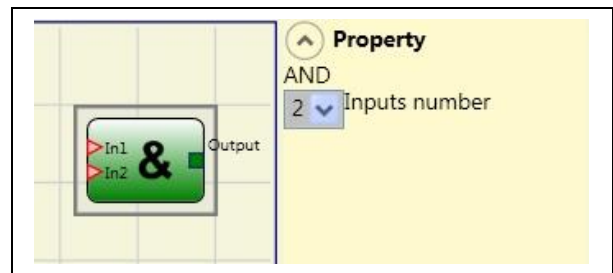 Property
AND
2 Inputs number
In1 & Output
In2